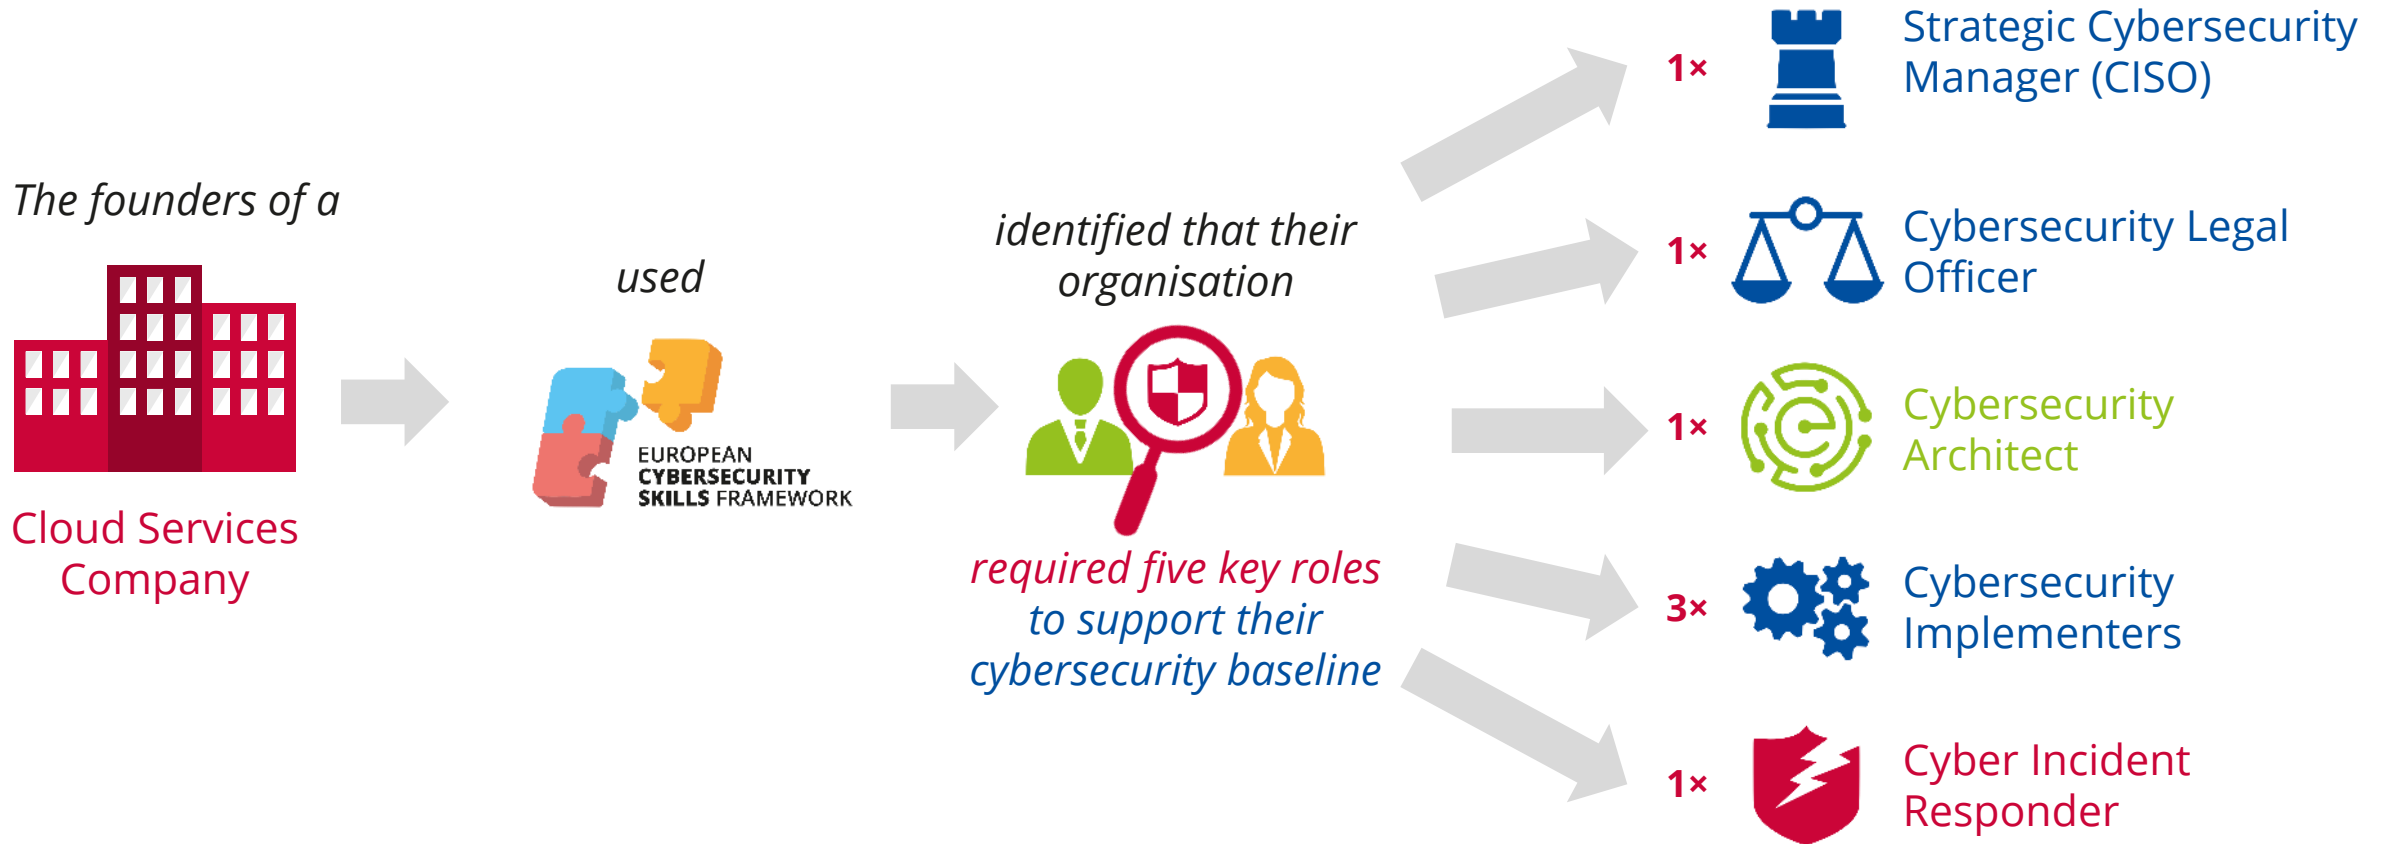 The founders of a
Cloud Services
Company
used
EUROPEAN
CYBERSECURITY
SKILLS FRAMEWORK
identified that their
organisation
required five key roles
to support their
cybersecurity baseline
1×
Strategic Cybersecurity
Manager (CISO)
1×
Cybersecurity Legal
Officer
1×
Cybersecurity
Architect
3×
Cybersecurity
Implementers
1×
Cyber Incident
Responder